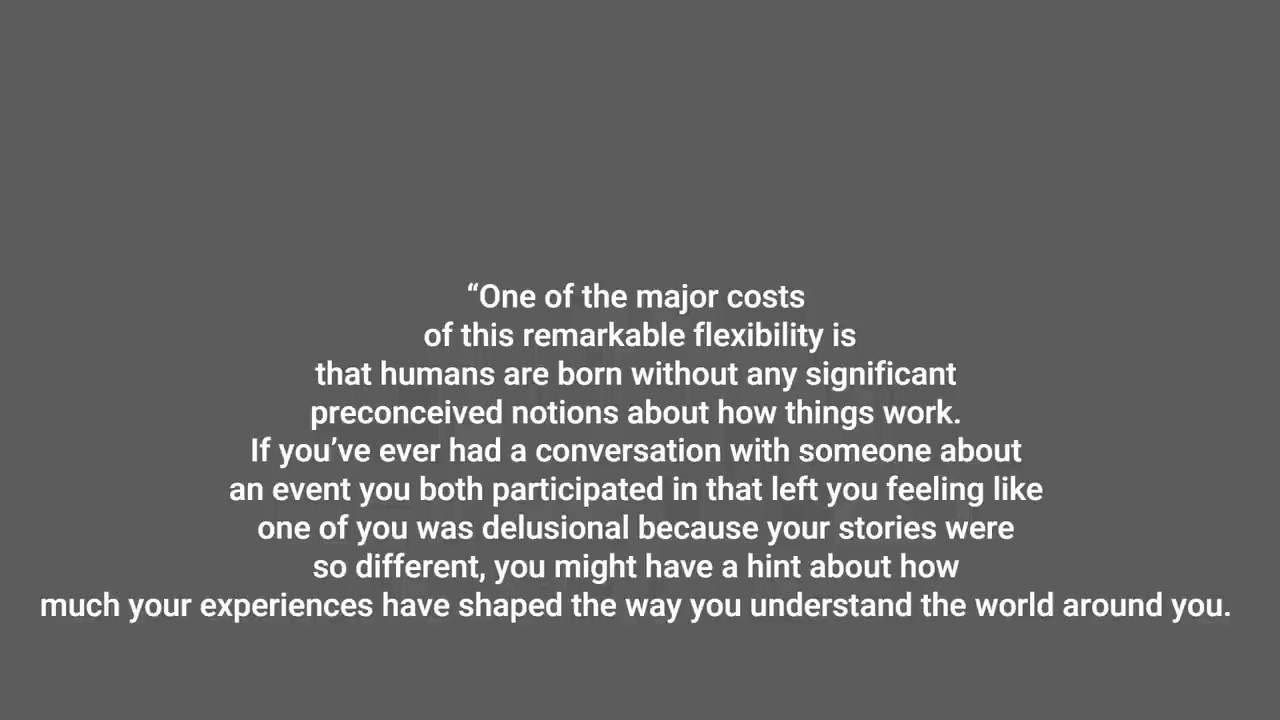 “One of the major costs
of this remarkable flexibility is
that humans are born without any significant
preconceived notions about how things work.
If you’ve ever had a conversation with someone about
an event you both participated in that left you feeling like
one of you was delusional because your stories were
so different, you might have a hint about how
much your experiences have shaped the way you understand the world around you.